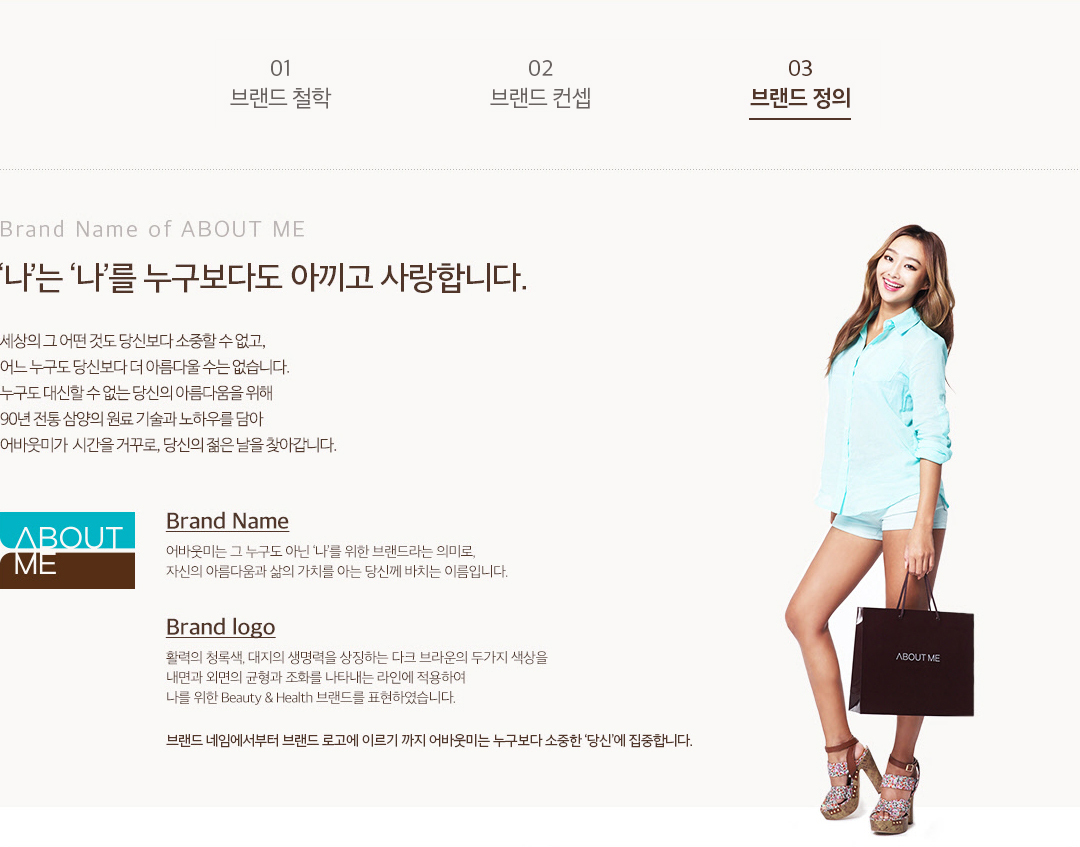 01
브랜드 철학
02
브랜드 컨셉
03
브랜드 정의
Brand Name of ABOUT ME
‘나’는 ‘나’를 누구보다도 아끼고 사랑합니다.
세상의 그 어떤 것도 당신보다 소중할 수 없고,
어느 누구도 당신보다 더 아름다울 수는 없습니다.
누구도 대신할 수 없는 당신의 아름다움을 위해
90년 전통 삼양의 원료 기술과 노하우를 담아
어바웃미가 시간을 거꾸로, 당신의 젊은 날을 찾아갑니다.
ABOUT
ME
Brand Name
어바웃미는 그 누구도 아닌 ‘나’를 위한 브랜드라는 의미로,
자신의 아름다움과 삶의 가치를 아는 당신께 바치는 이름입니다.
Brand logo
활력의 청록색, 대지의 생명력을 상징하는 다크 브라운의 두가지 색상을
내면과 외면의 균형과 조화를 나타내는 라인에 적용하여
나를 위한 Beauty & Health 브랜드를 표현하였습니다.
브랜드 네임에서부터 브랜드 로고에 이르기 까지 어바웃미는 누구보다 소중한 ‘당신’에 집중합니다.
ABOUT ME